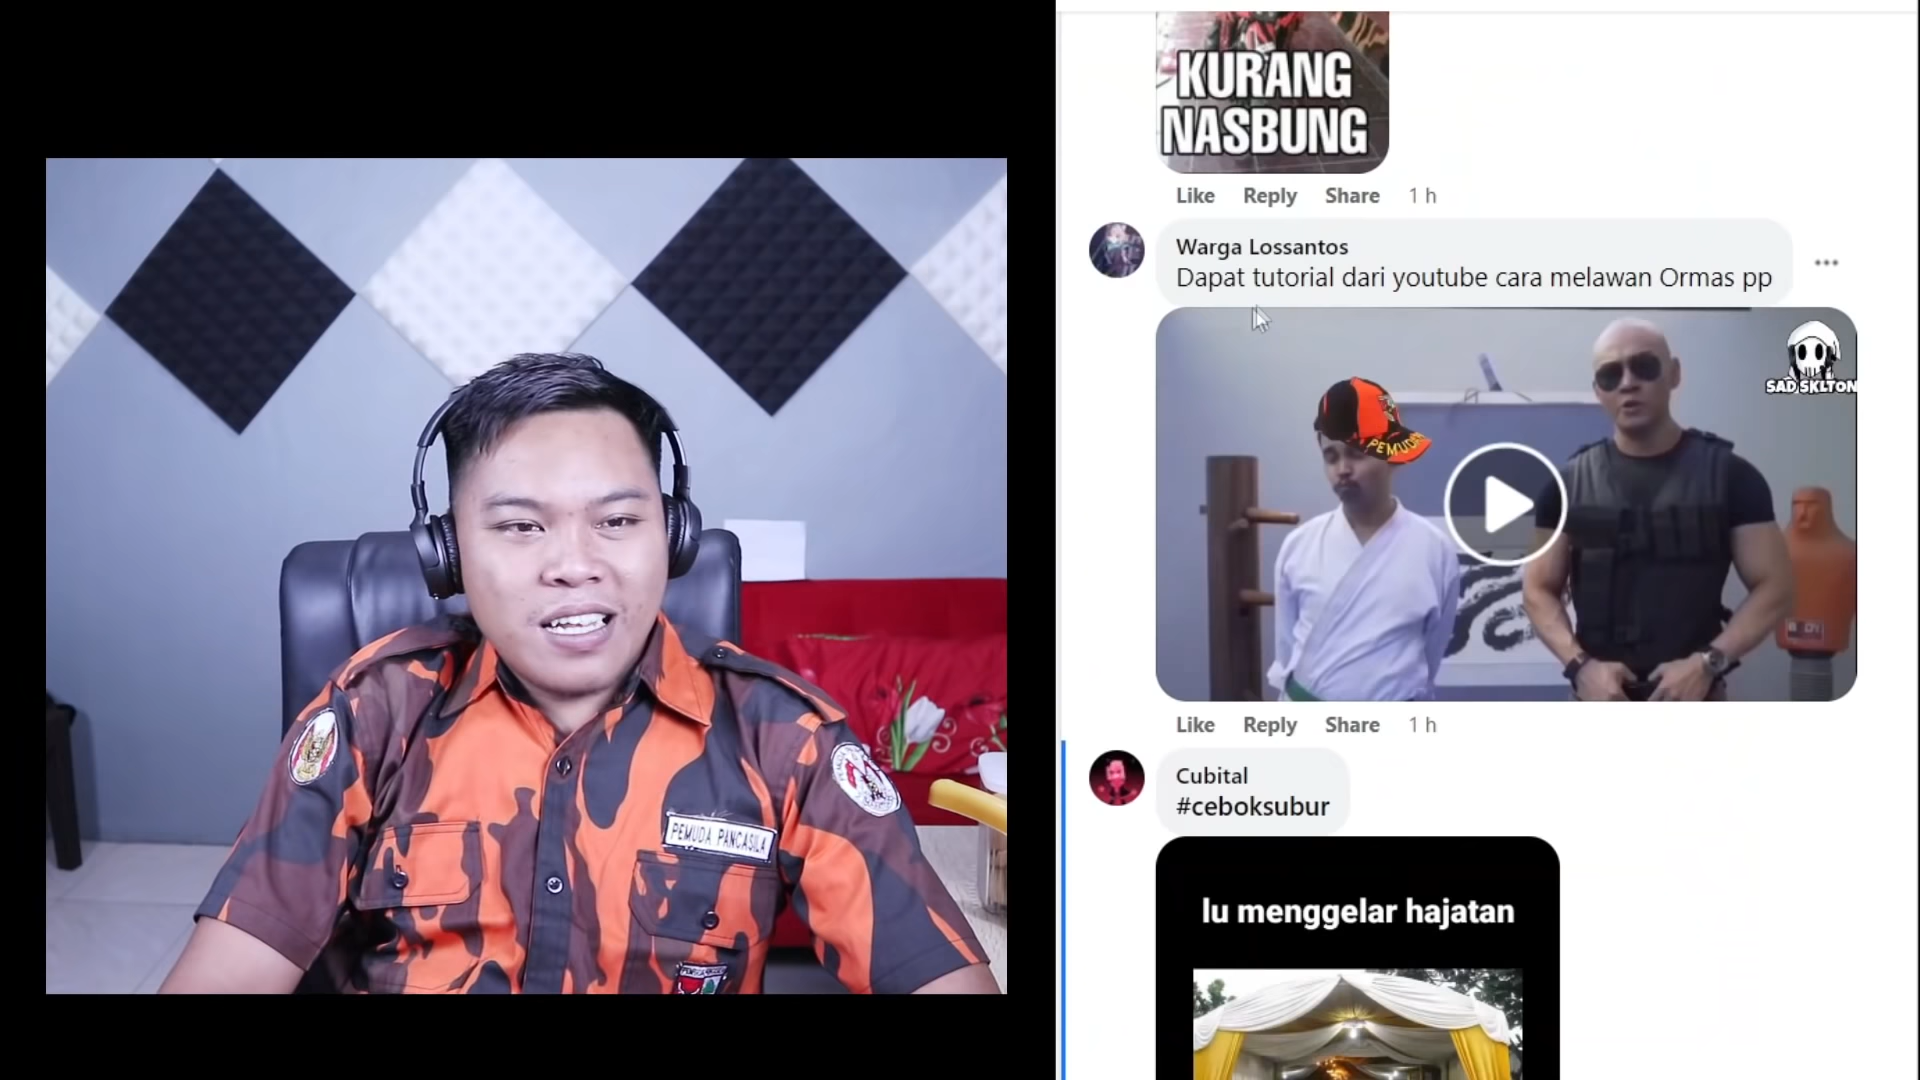 KURANG
NASBUNG
Like Reply Share 1 h
Warga Lossantos
Dapat tutorial dari youtube cara melawan Ormas pp
SAD SKLTON
PEMUDA
Like Reply Share 1 h
Cubital
#ceboksubur
lu menggelar hajatan
PEMUDA PANCASILA
BODY